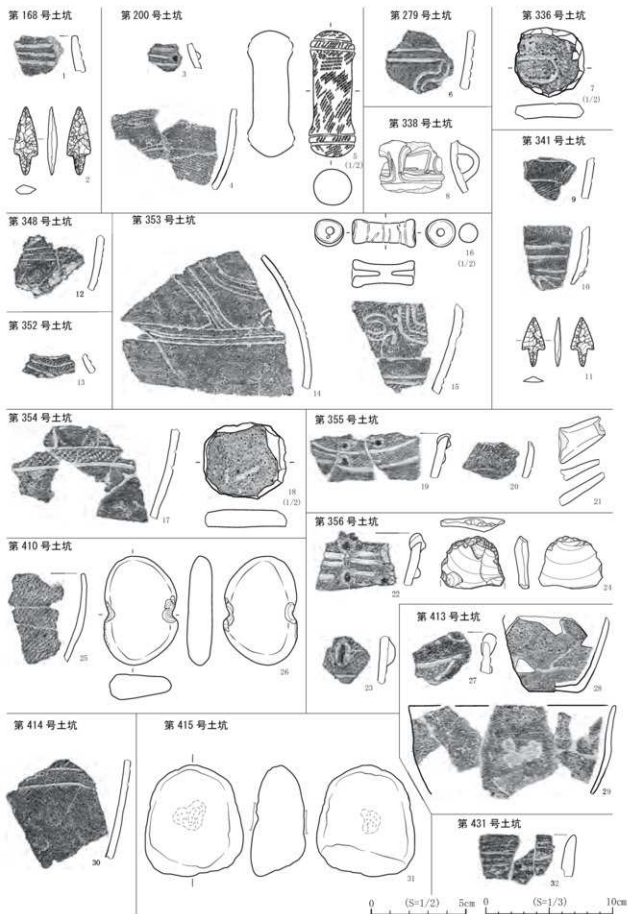 第 168 号土坑
1
2
第 200 号土坑
3
4
5
(1/2)
第 279 号土坑
6
第 336 号土坑
7
(1/2)
第 338 号土坑
8
第 341 号土坑
9
10
11
第 348 号土坑
12
第 352 号土坑
13
第 353 号土坑
14
15
16
(1/2)
第 354 号土坑
17
18
(1/2)
第 355 号土坑
19
20
21
第 356 号土坑
22
23
24
第 410 号土坑
25
26
第 413 号土坑
27
28
29
第 414 号土坑
30
第 415 号土坑
31
第 431 号土坑
32
0 (S=1/2) 5cm
0 (S=1/3) 10cm